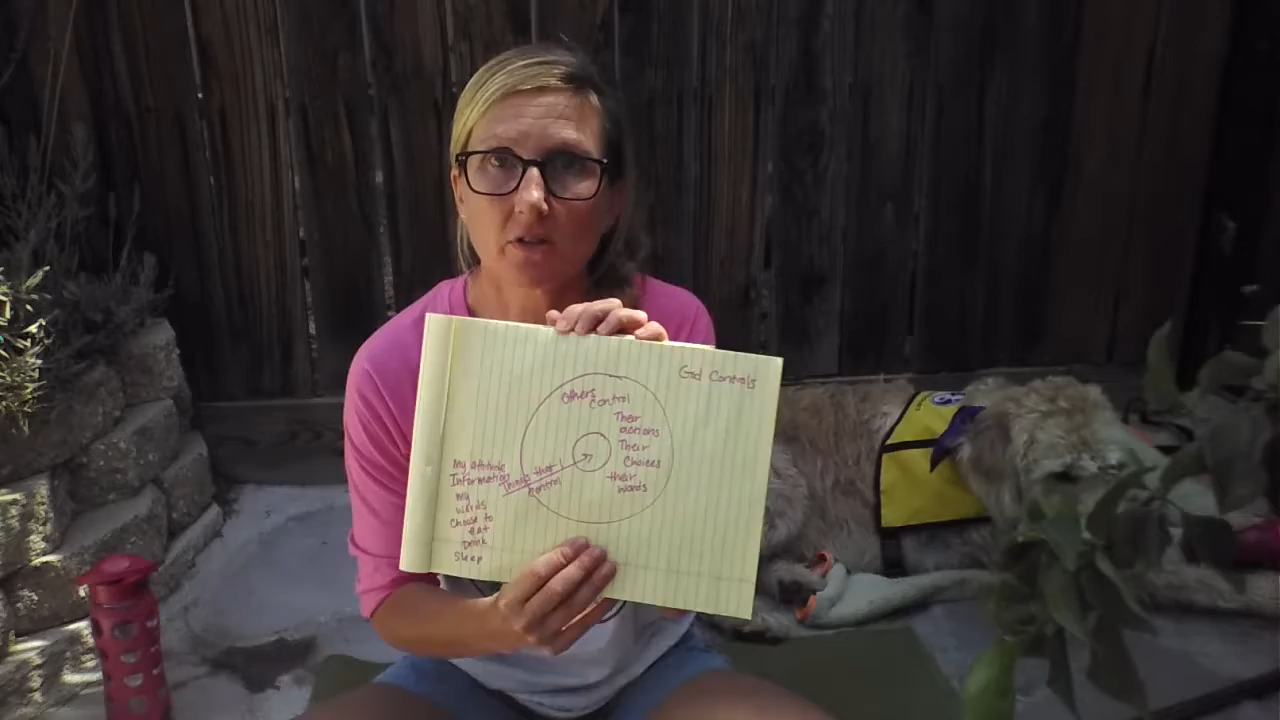 God Controls
Others
control
Their
actions
Their
Choices
their
words
Things that I
control
My attitude
Information
my
words
Choose to
eat
Drink
Sleep